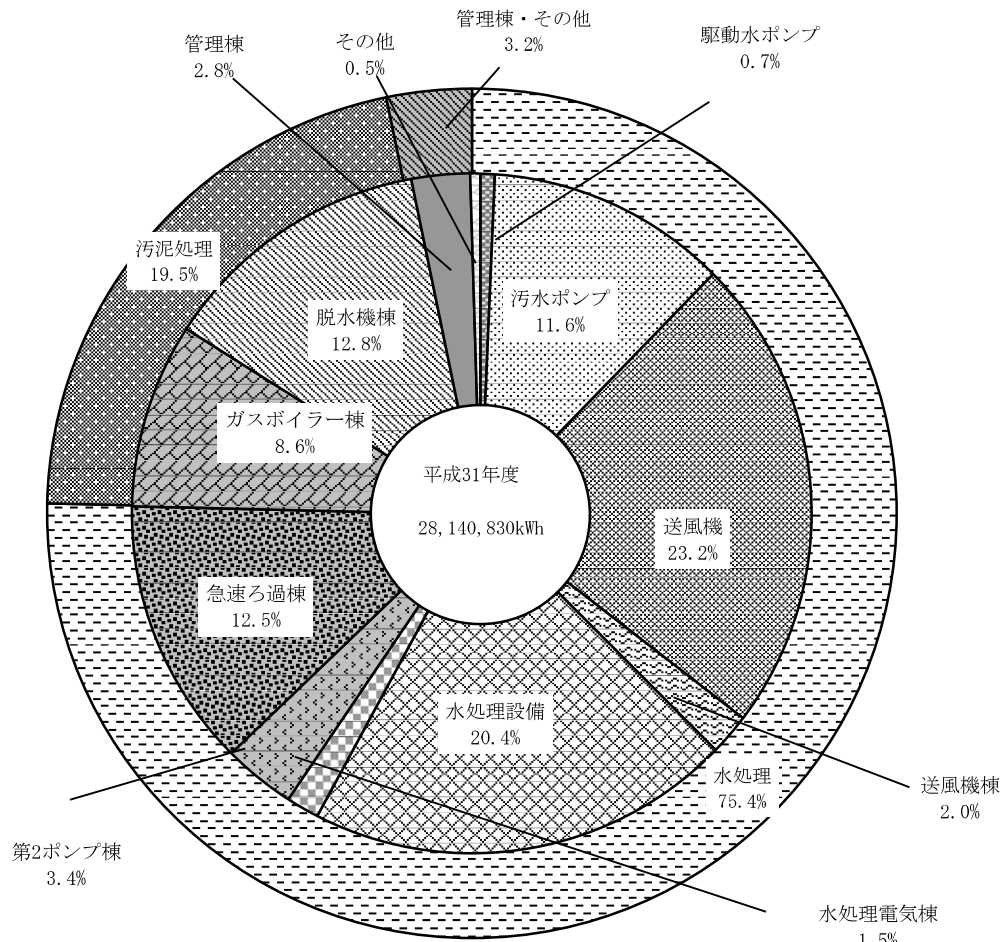 管理棟・その他
3.2%
駆動水ポンプ
0.7%
その他
0.5%
管理棟
2.8%
汚泥処理
19.5%
汚水ポンプ
11.6%
脱水機棟
12.8%
ガスボイラー棟
8.6%
平成31年度
28,140,830kWh
送風機
23.2%
急速ろ過棟
12.5%
水処理設備
20.4%
水処理
75.4%
送風機棟
2.0%
第2ポンプ棟
3.4%
水処理電気棟
1.5%